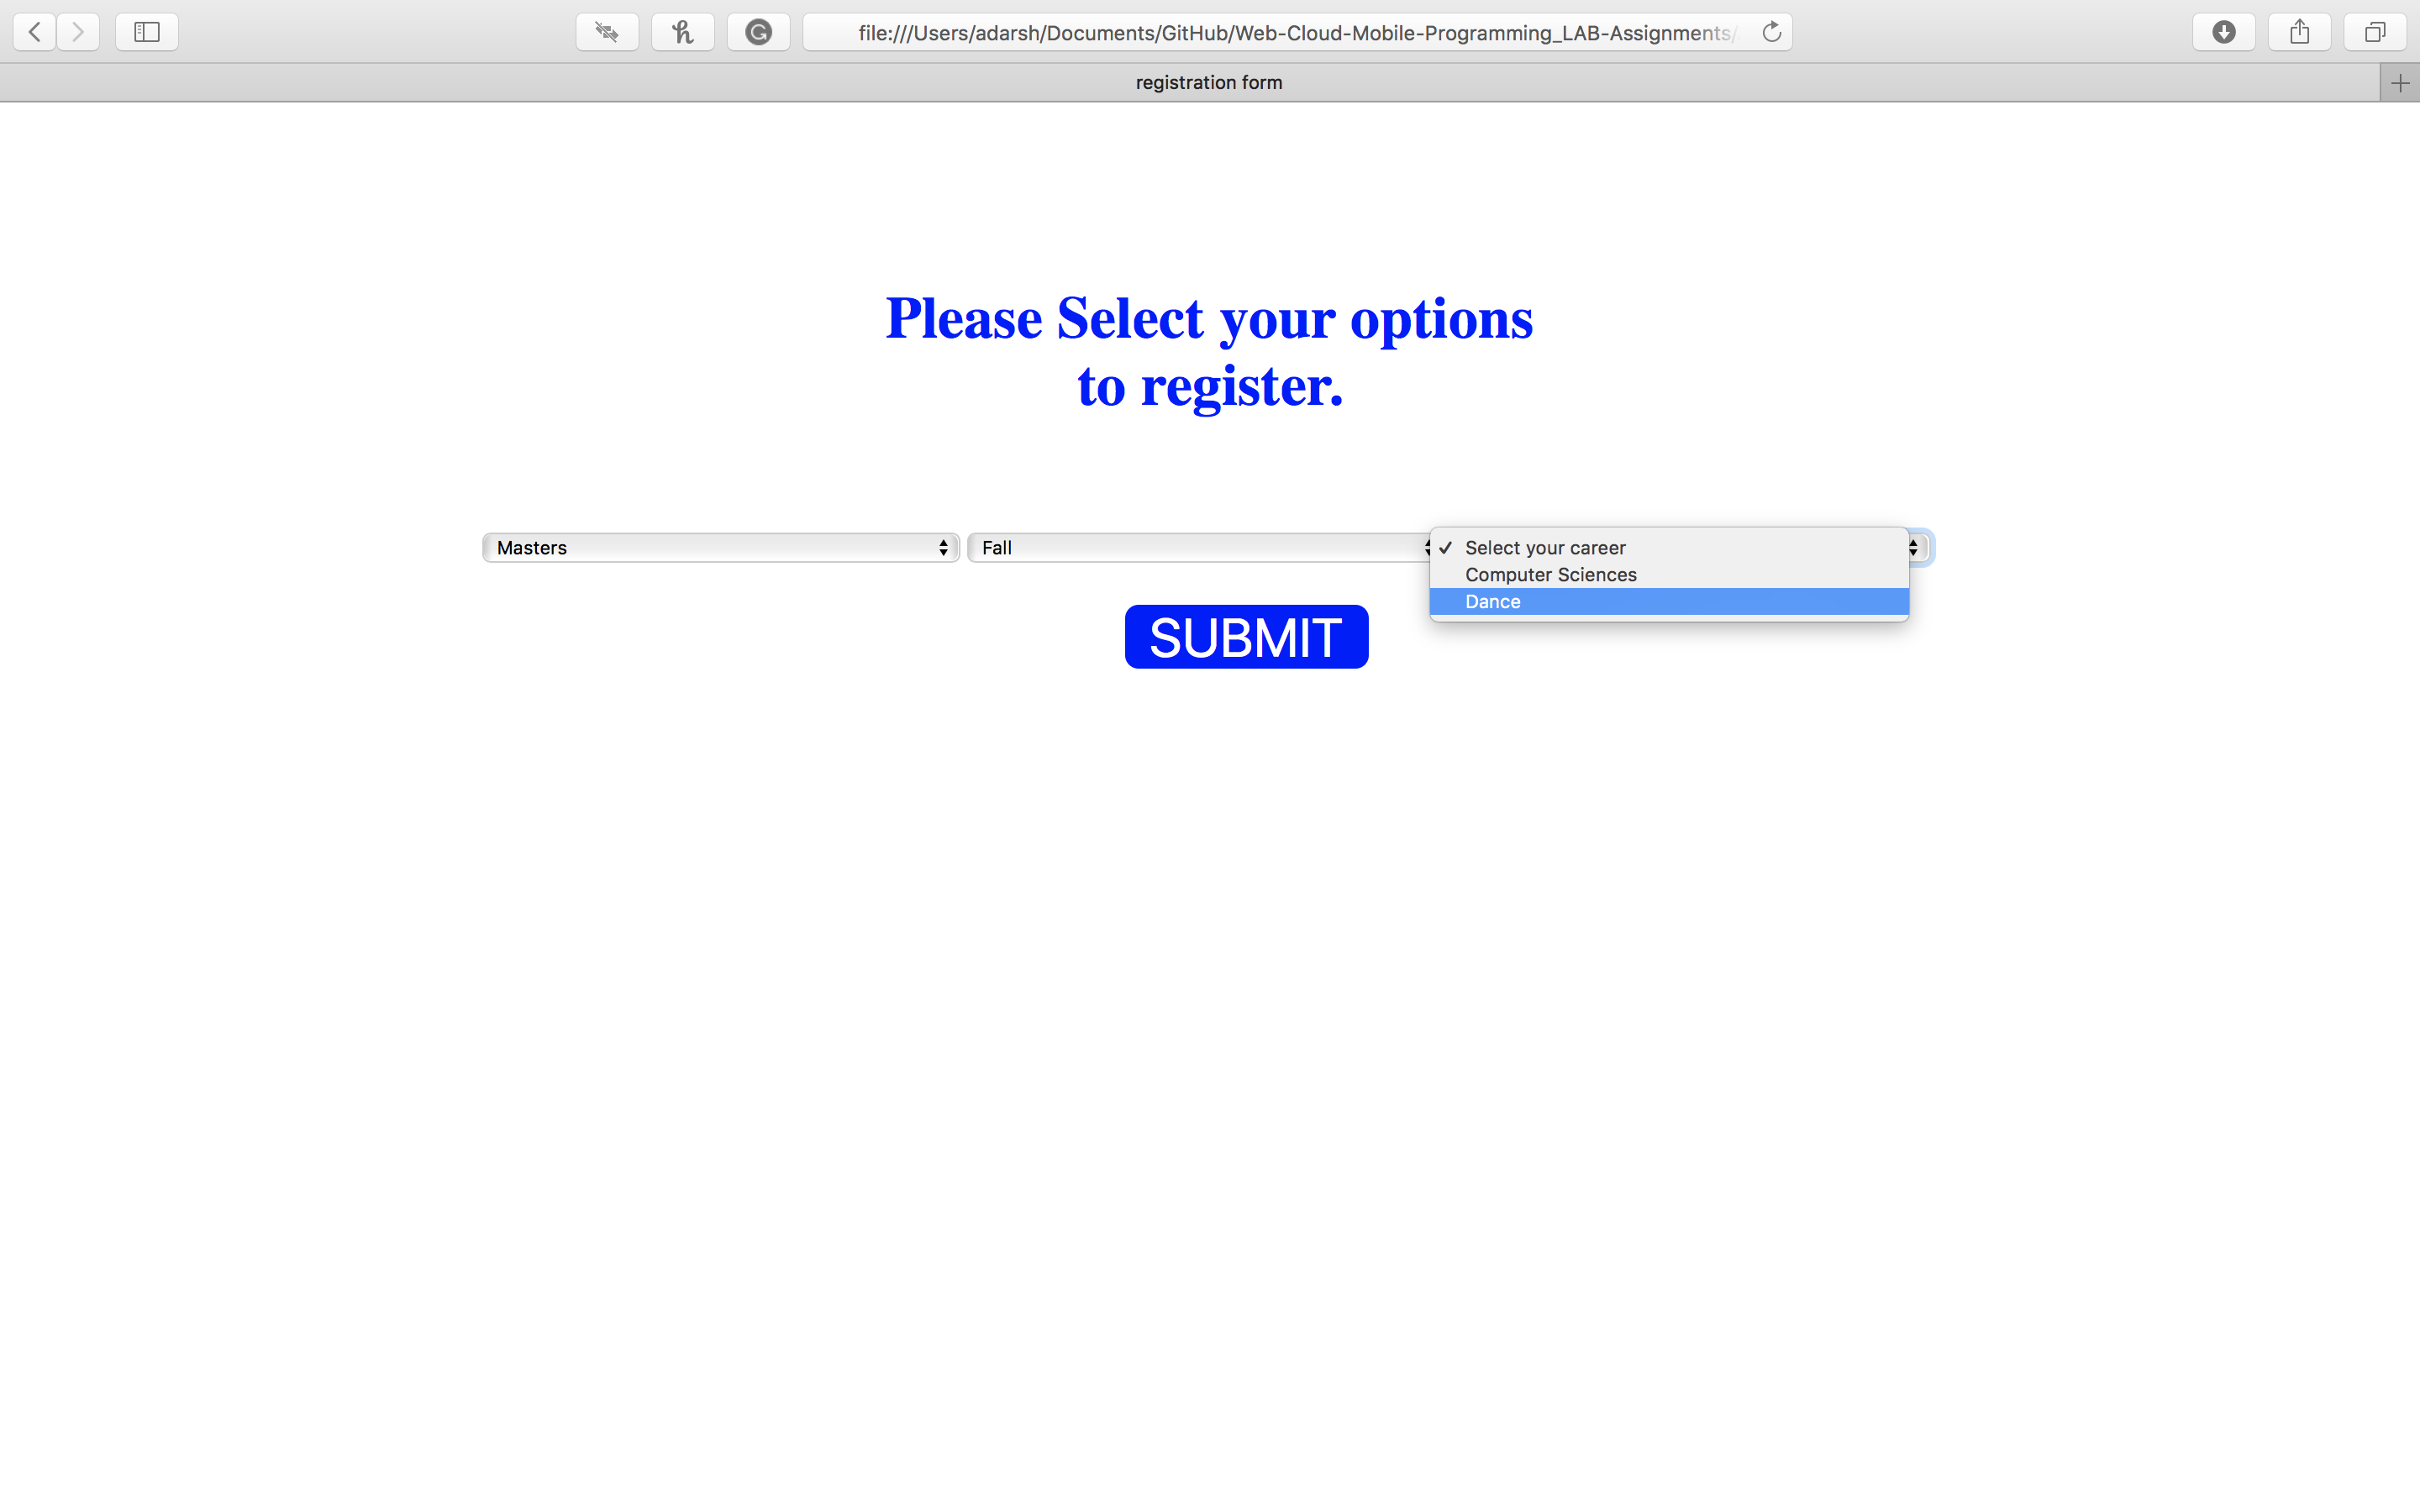 file:///Users/adarsh/Documents/GitHub/Web-Cloud-Mobile-Programming_LAB-Assignments/
registration form
Please Select your options
to register.
Masters
Fall
✓ Select your career
Computer Sciences
Dance
SUBMIT